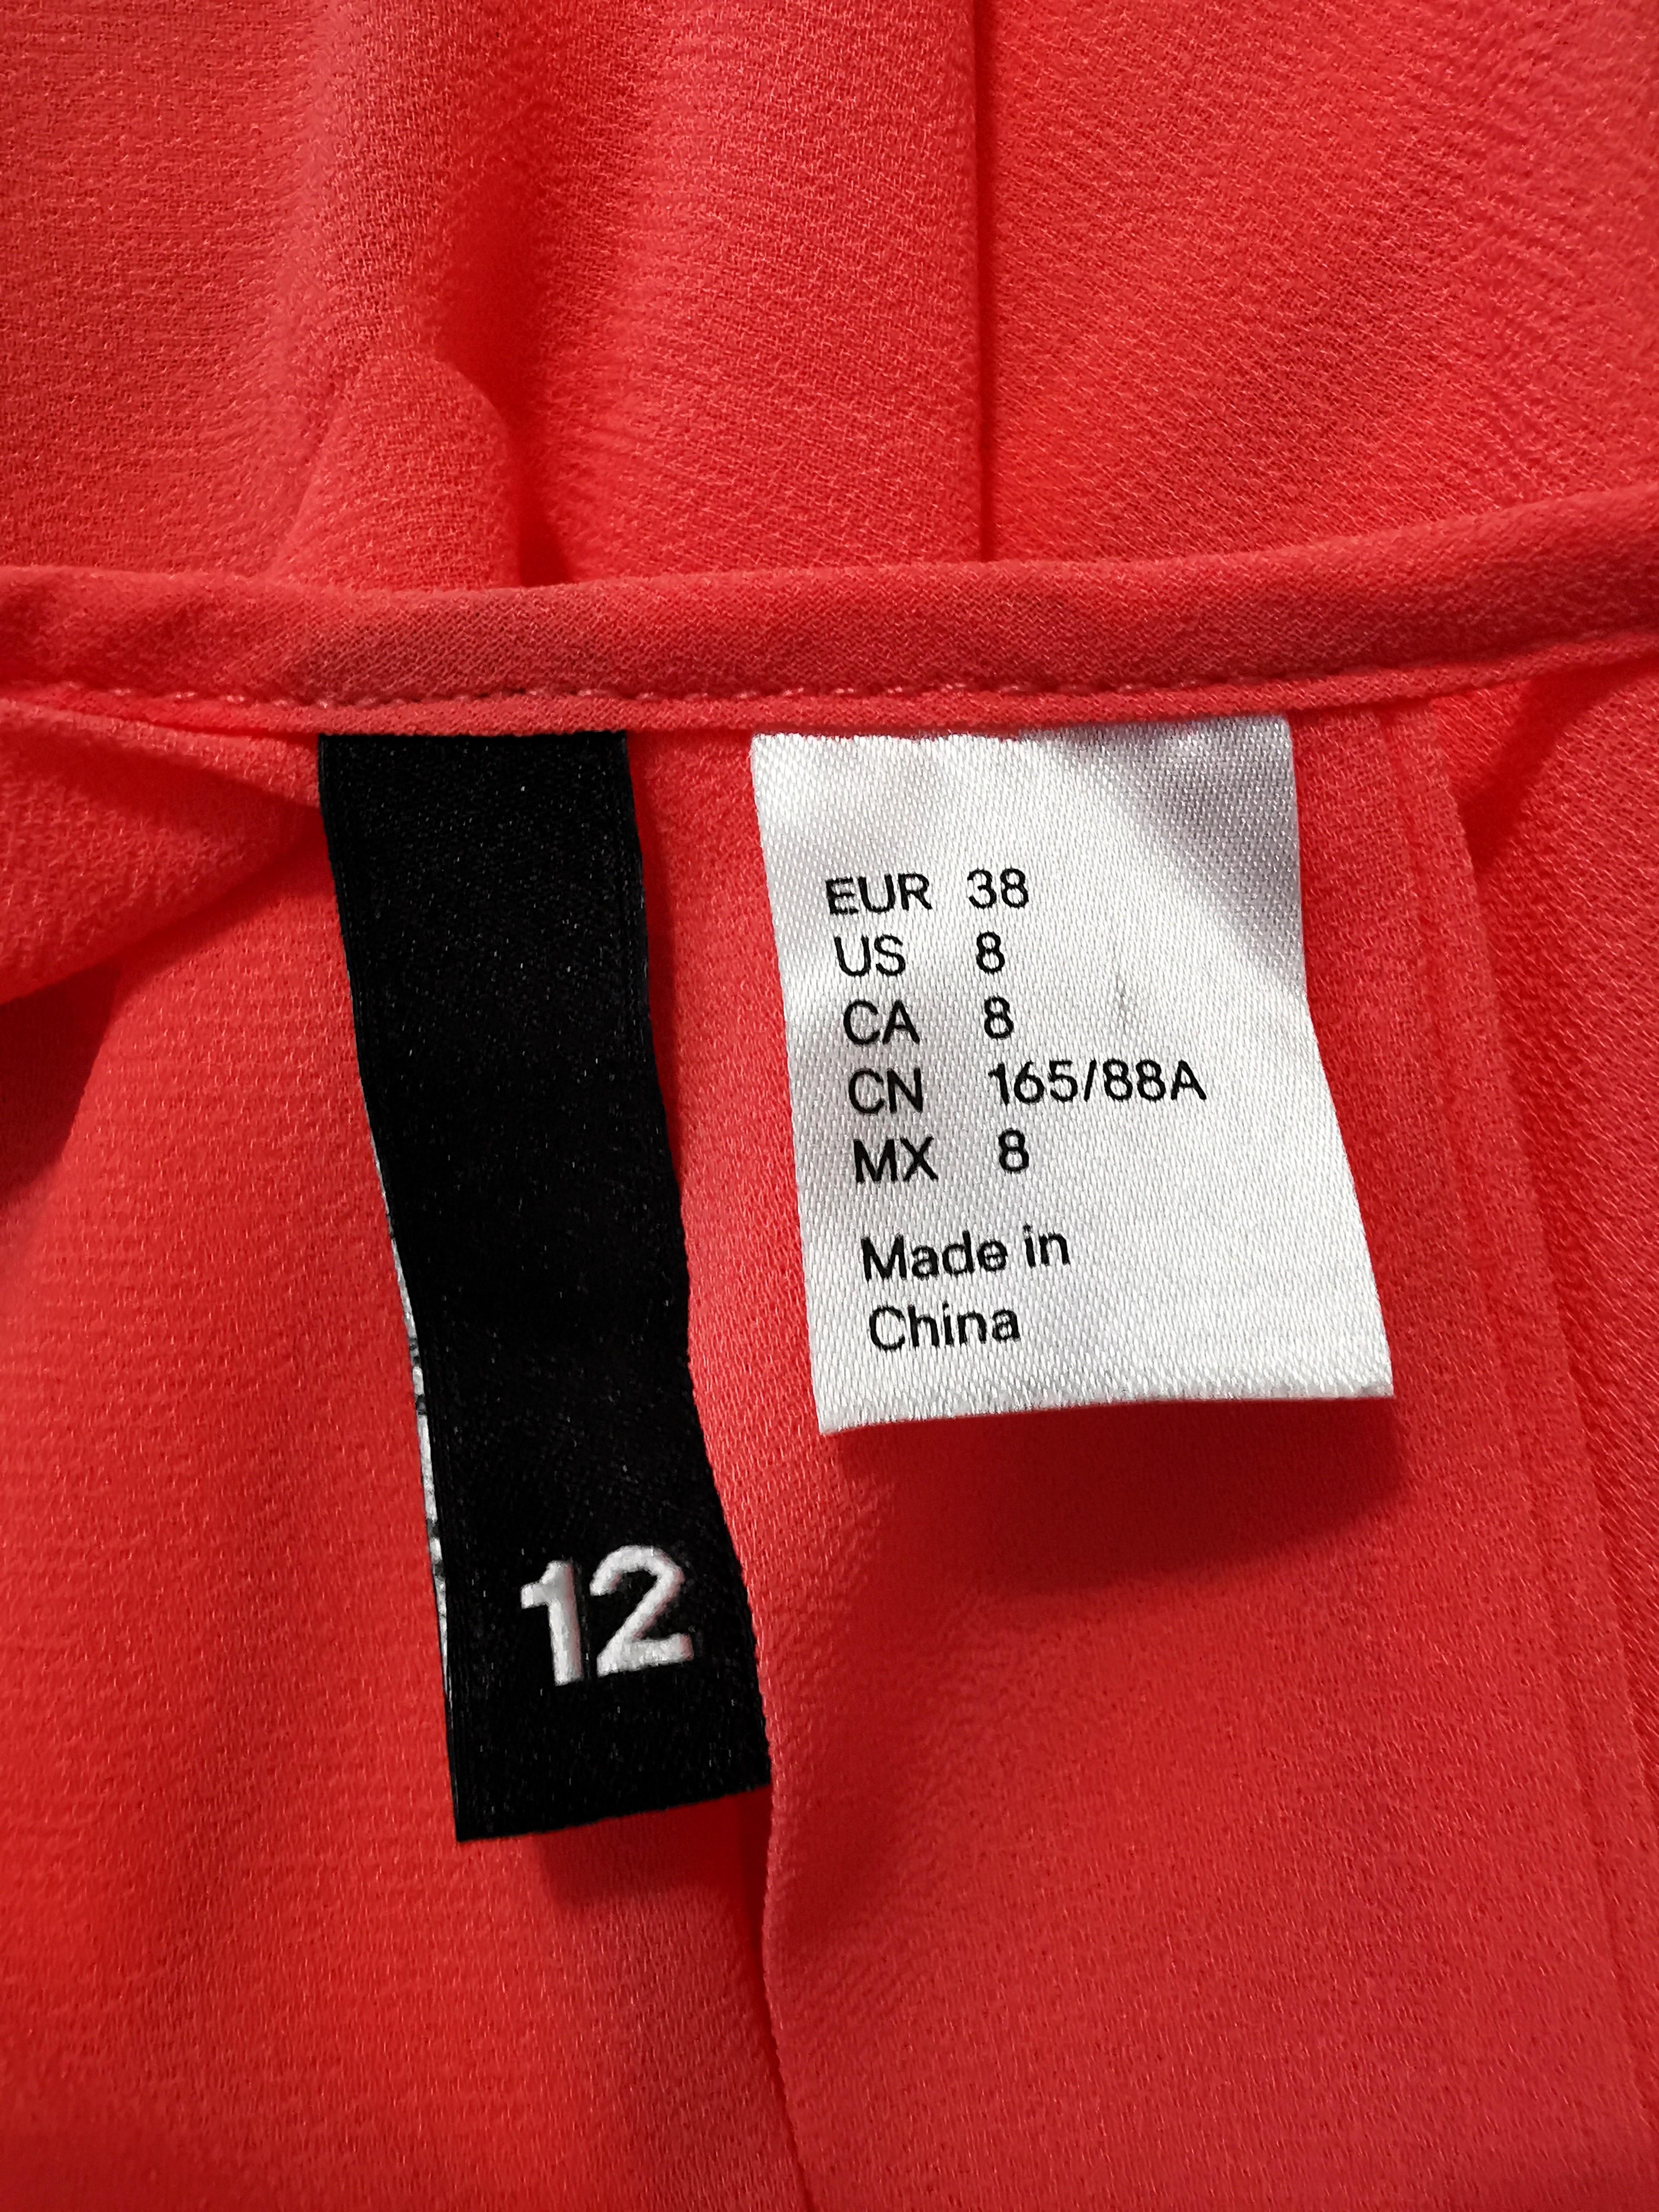 EUR 38
US 8
CA 8
CN 165/88A
MX 8
Made in
China
12